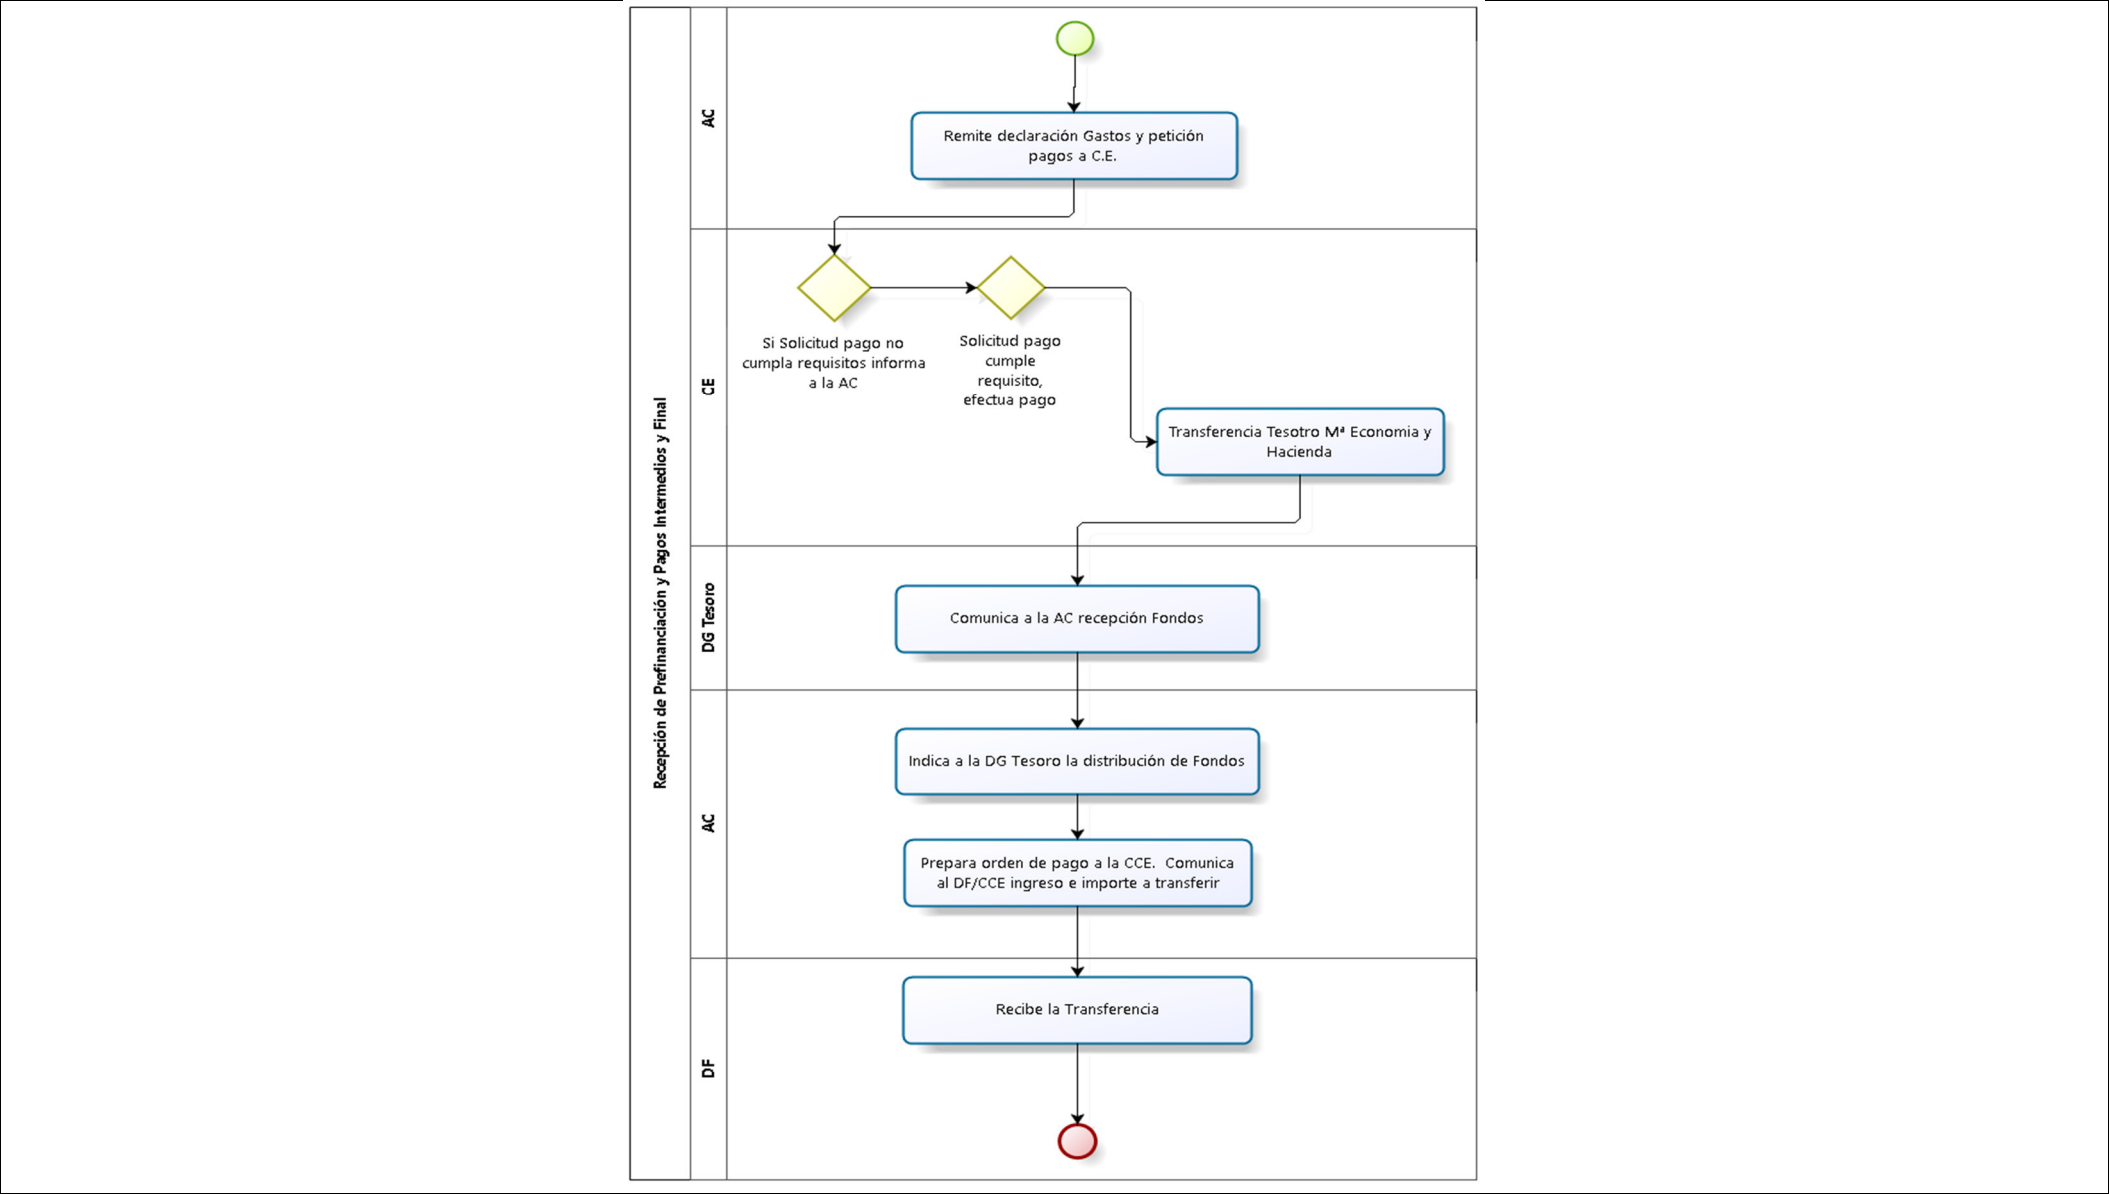 Recepción de Prefinanciación y Pagos Intermedios y Final
AC
Remite declaración Gastos y petición
pagos a C.E.
CE
Si Solicitud pago no
cumpla requisitos informa
a la AC
Solicitud pago
cumple
requisito,
efectua pago
Transferencia Tesotro Mª Economia y
Hacienda
DG Tesoro
Comunica a la AC recepción Fondos
AC
Indica a la DG Tesoro la distribución de Fondos
Prepara orden de pago a la CCE.  Comunica
al DF/CCE ingreso e importe a transferir
DF
Recibe la Transferencia